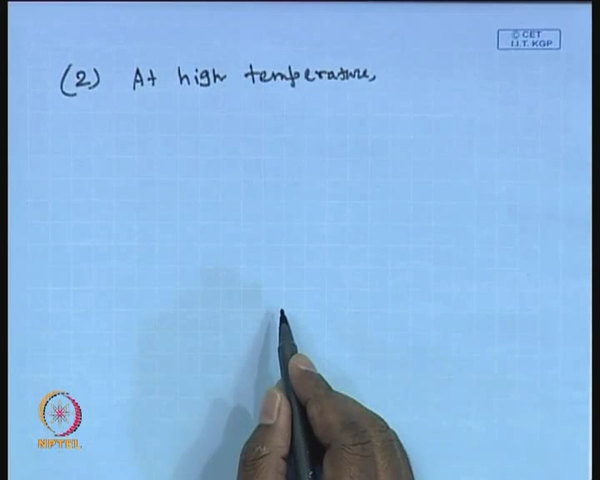 © CET
I.I.T. KGP
(2) At high temperature,
NPTEL